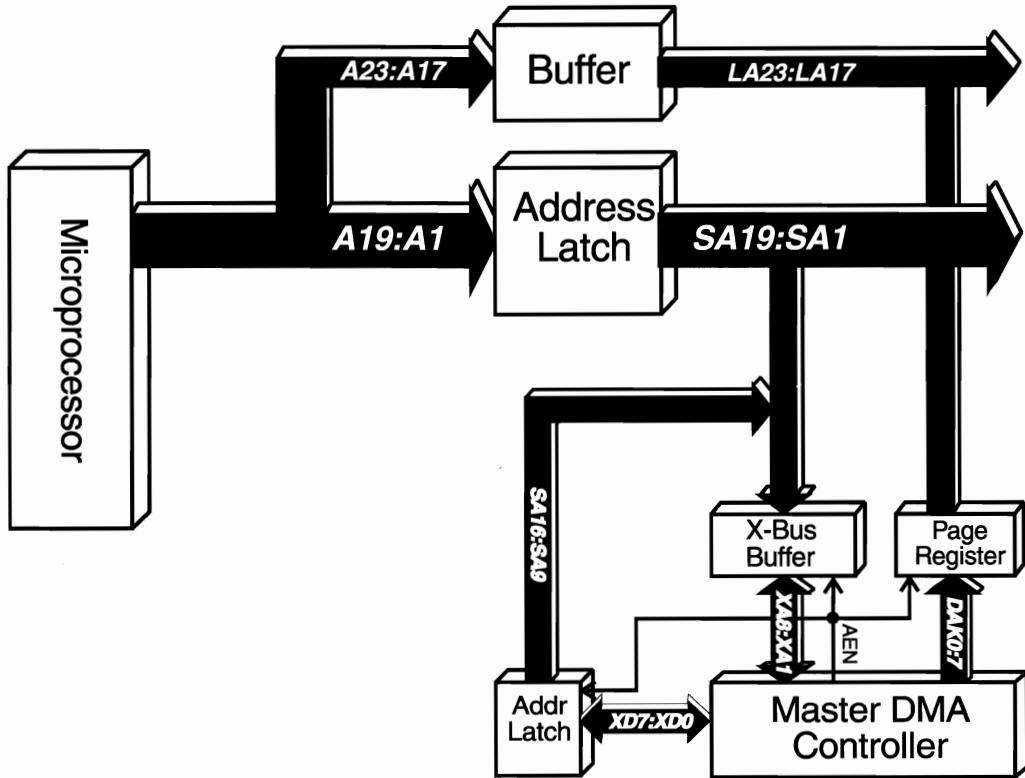 A23:A17
Buffer
LA23:LA17
Microprocessor
A19:A1
Address
Latch
SA19:SA1
SA16:SA9
X-Bus
Buffer
Page
Register
XA8:XA1
AEN
DAK0:7
Addr
Latch
XD7:XD0
Master DMA
Controller